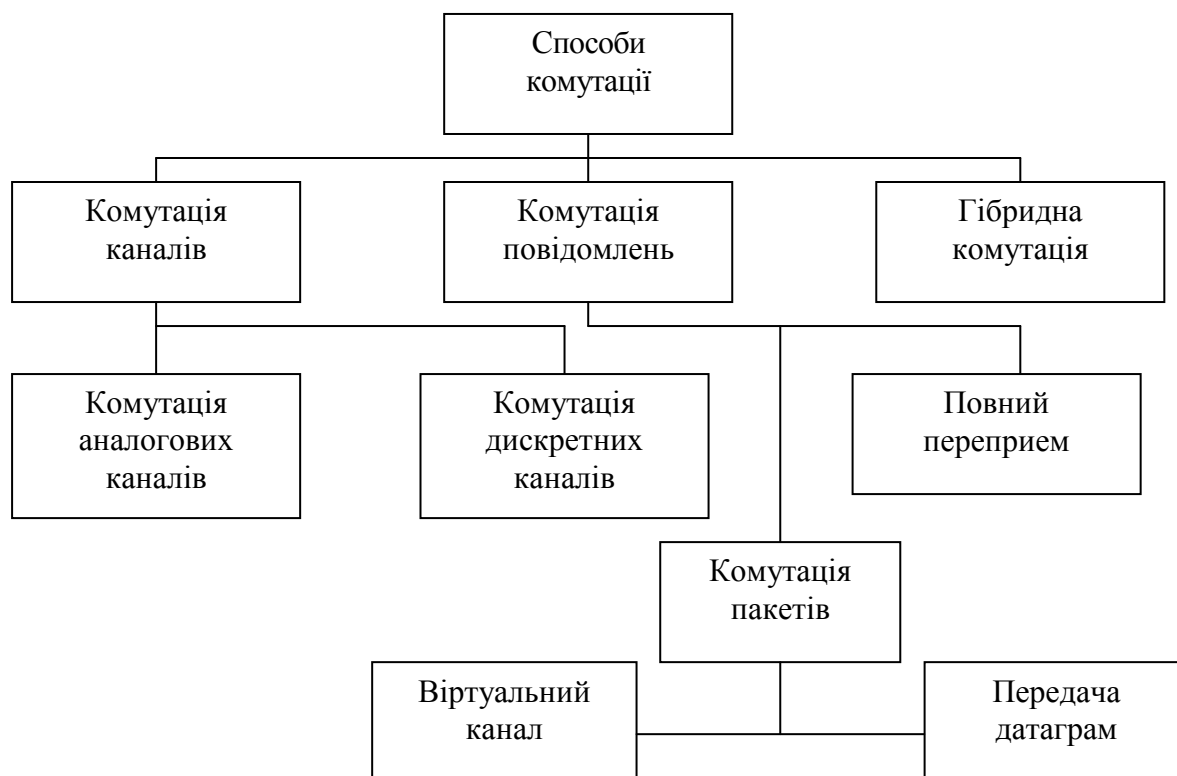 Способи
комутації
Комутація
каналів
Комутація
повідомлень
Гібридна
комутація
Комутація
аналогових
каналів
Комутація
дискретних
каналів
Повний
переприем
Комутація
пакетів
Віртуальний
канал
Передача
датаграм